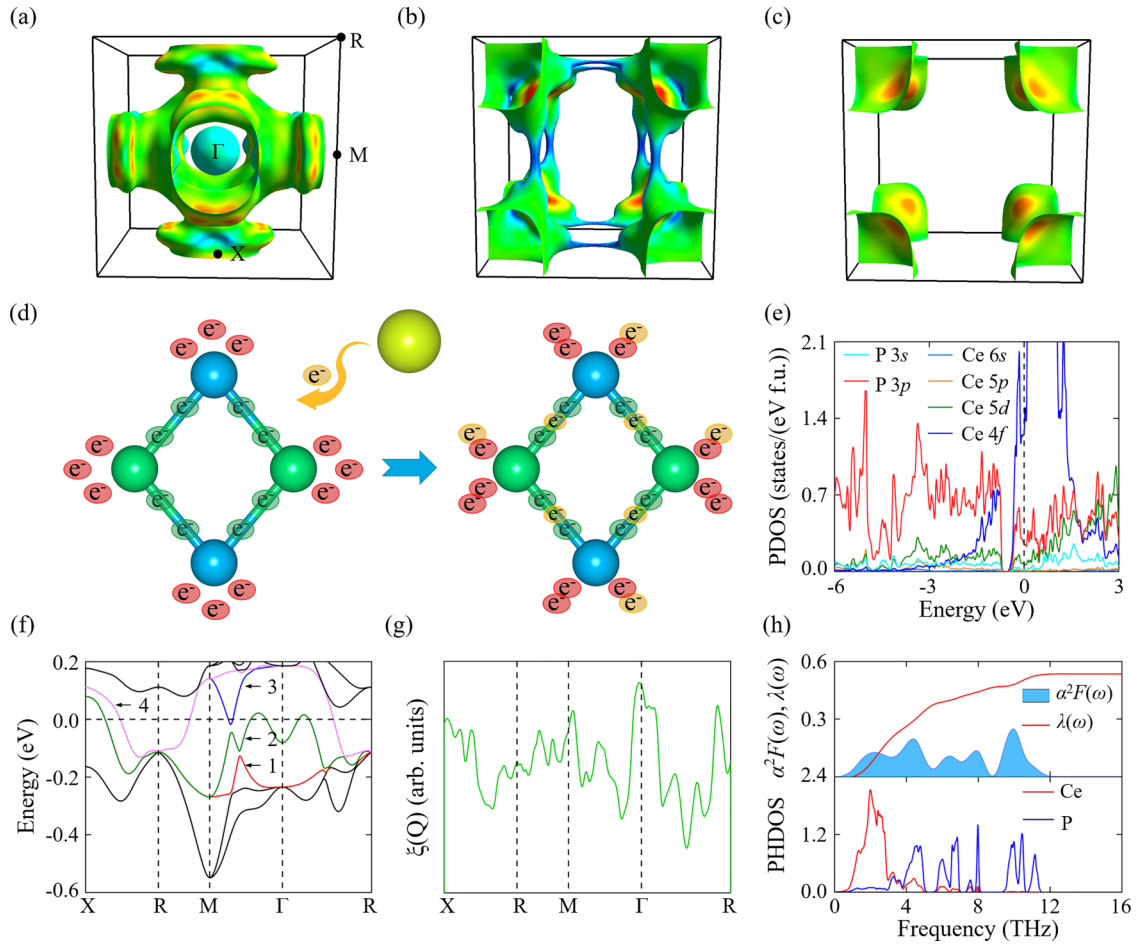 (a)
R
Γ
M
X
(b)
(c)
(d)
e⁻ e⁻ e⁻
e⁻
e⁻ e⁻
e⁻ e⁻
e⁻ e⁻
e⁻ e⁻
e⁻ e⁻
e⁻ e⁻
e⁻ e⁻ e⁻
e⁻ e⁻
e⁻ e⁻
e⁻ e⁻ e⁻ e⁻
e⁻ e⁻
e⁻ e⁻
e⁻ e⁻
e⁻ e⁻
e⁻ e⁻ e⁻ e⁻
e⁻ e⁻
e⁻ e⁻
(e)
2.1
1.4
0.7
0.0
PDOS (states/(eV f.u.))
P 3s
P 3p
Ce 6s
Ce 5p
Ce 5d
Ce 4f
-6 -3 0 3
Energy (eV)
(f)
0.2
0.0
-0.2
-0.4
-0.6
Energy (eV)
4
3
2
1
X R M Γ R
(g)
ξ(Q) (arb. units)
X R M Γ R
(h)
0.6
0.3
2.4
1.2
0.0
α²F(ω), λ(ω)
α²F(ω)
λ(ω)
PHDOS
Ce
P
0 4 8 12 16
Frequency (THz)